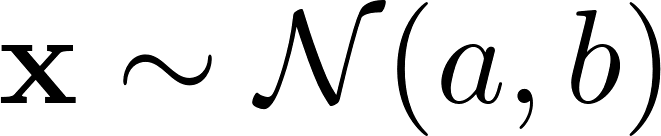 𝐱 ∼ 𝒩(𝑎, 𝑏)